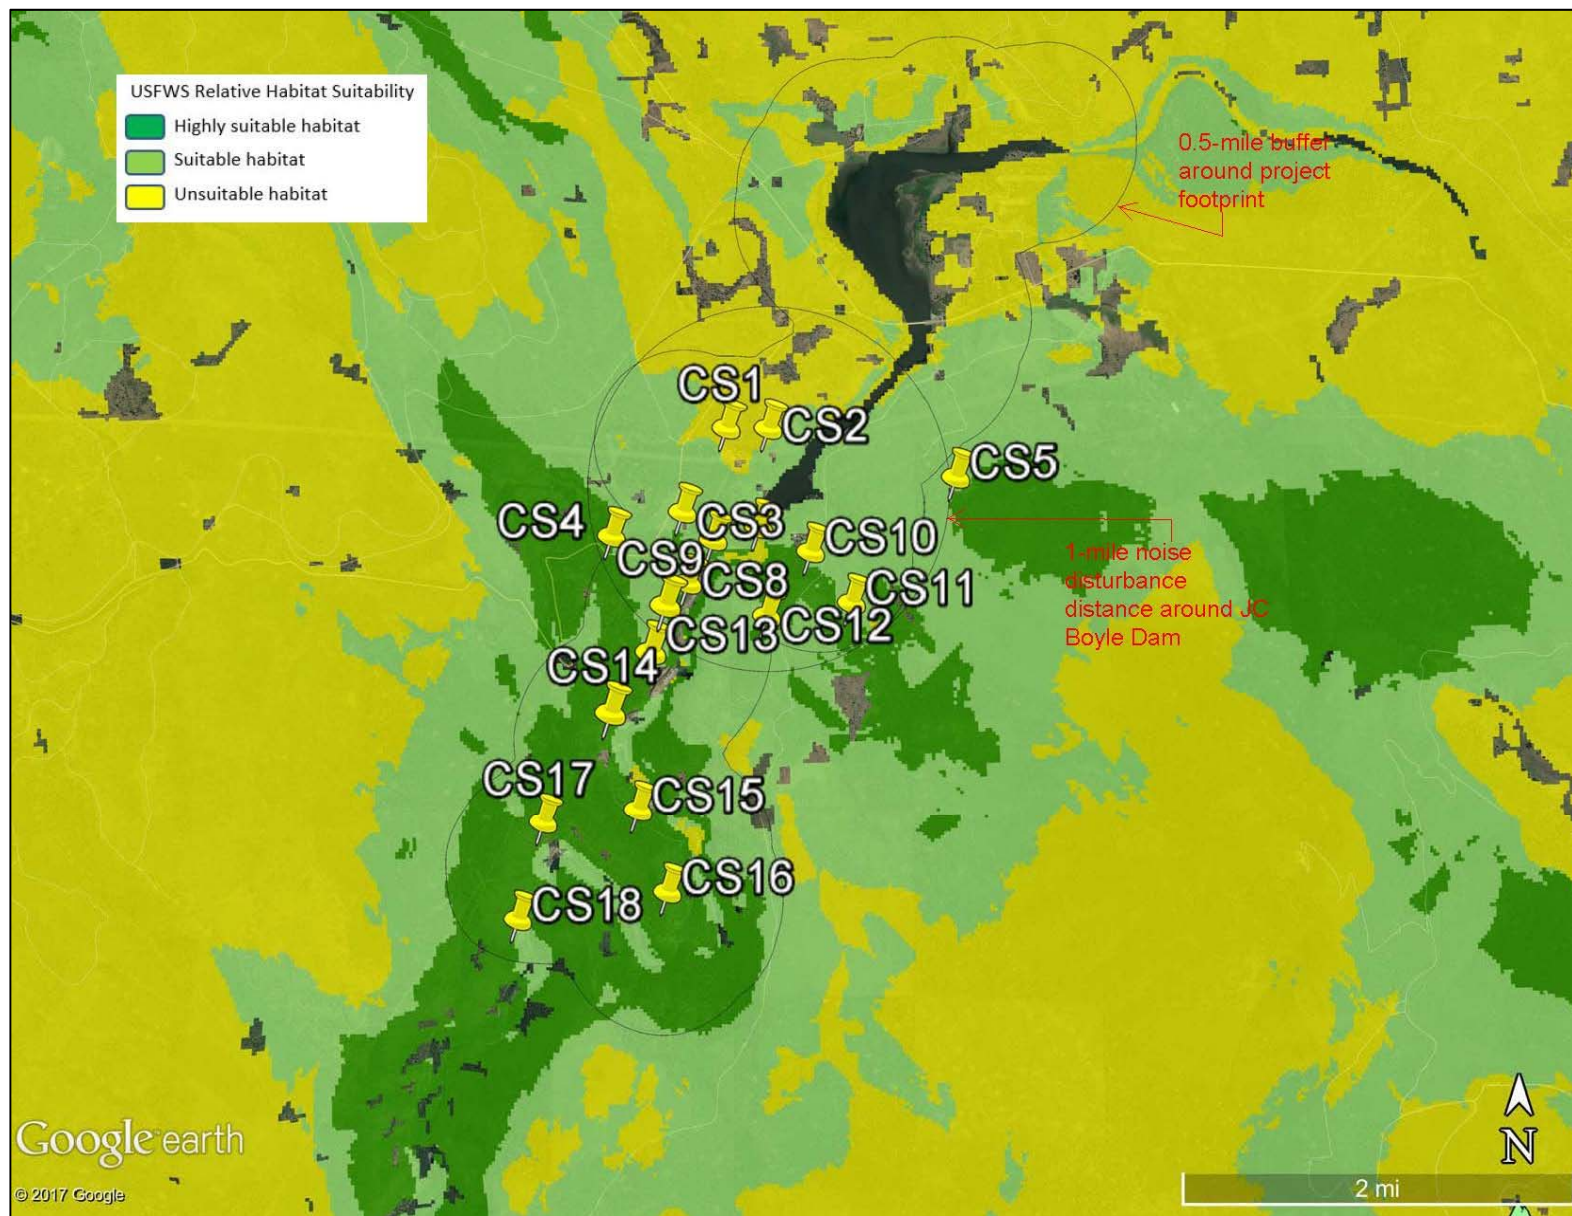 USFWS Relative Habitat Suitability
Highly suitable habitat
Suitable habitat
Unsuitable habitat
0.5-mile buffer
around project
footprint
CS1
CS2
CS5
CS4
CS3
CS10
CS9
CS8
CS11
CS12
CS13
CS14
1-mile noise
disturbance
distance around JC
Boyle Dam
CS17
CS15
CS16
CS18
Google earth
© 2017 Google
N
2 mi